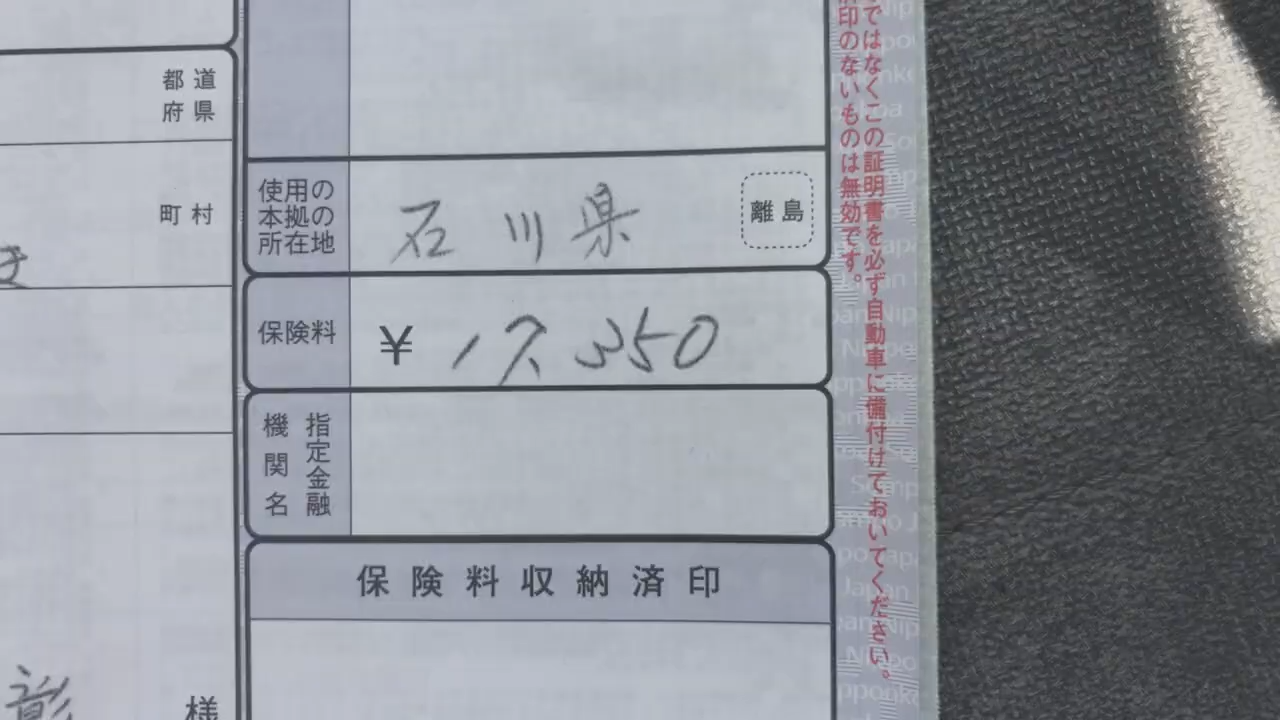 都道
府県
町村
き
様
使用の
本拠の
所在地
石川県
離島
保険料
¥ 17,350
指定金融
機関名
保険料収納済印
ではなくこの証明書を必ず自動車に備付けておいてください。
印のないものは無効です。